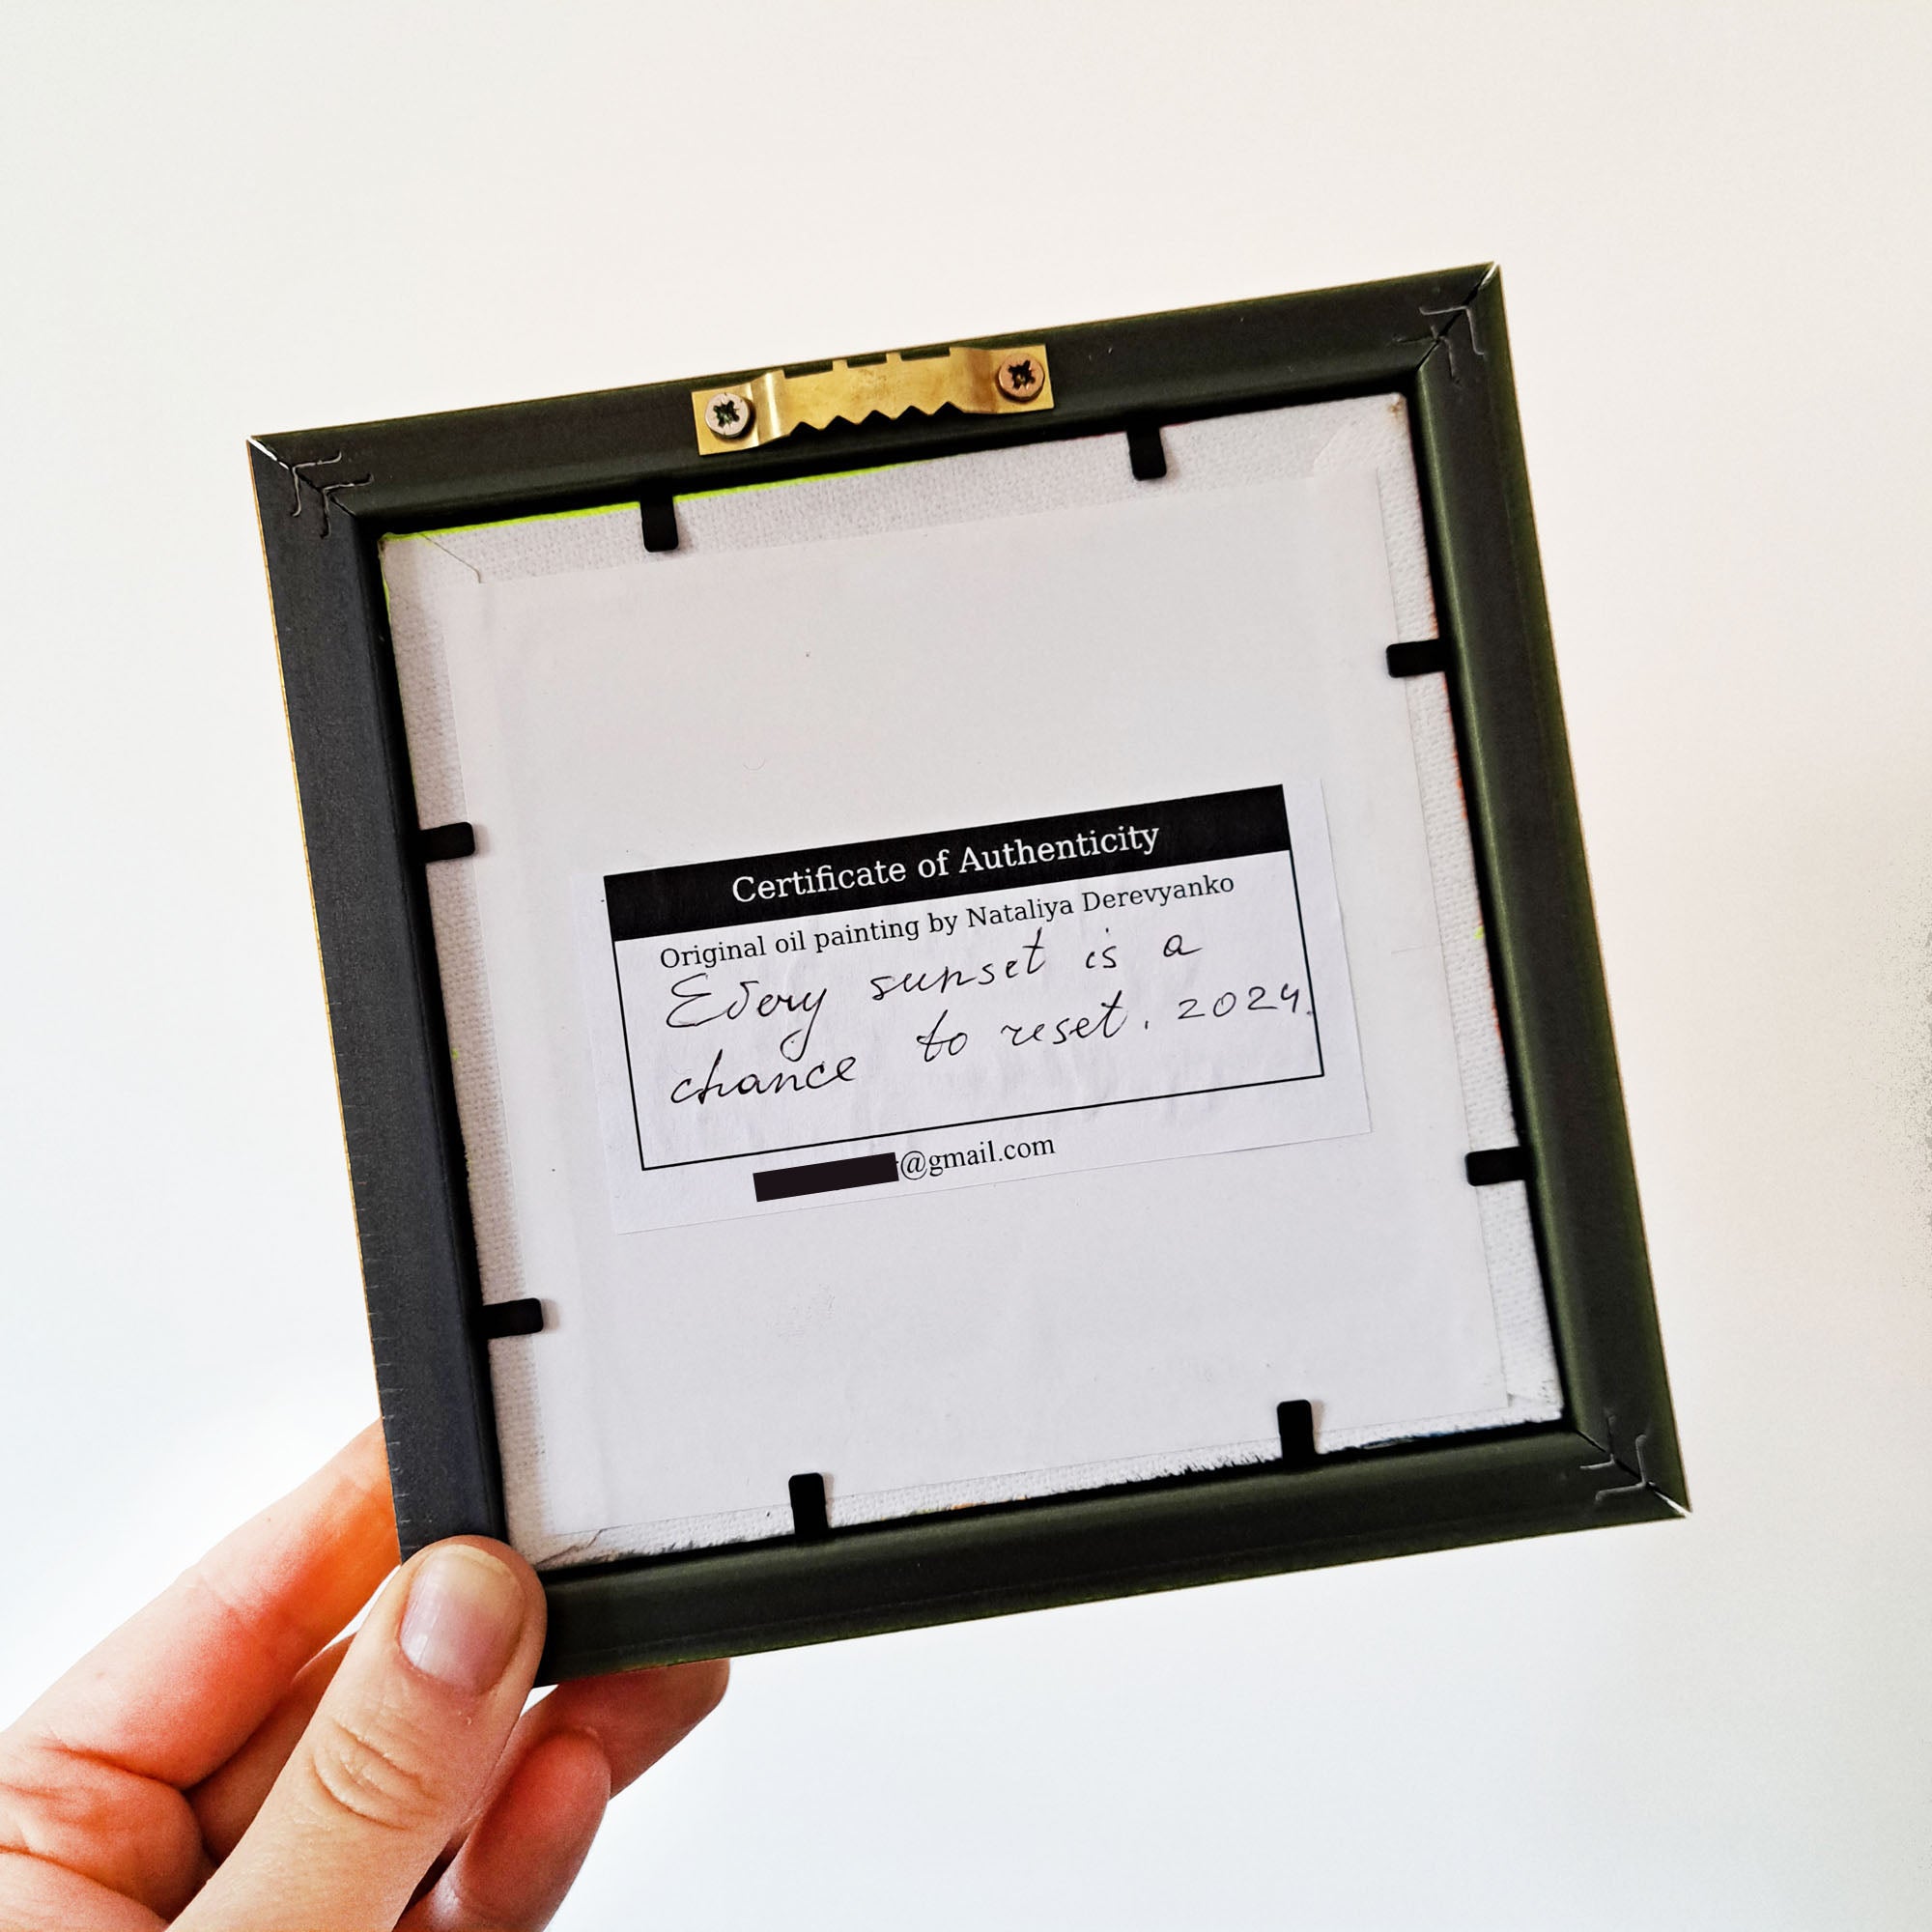 Certificate of Authenticity
Original oil painting by Nataliya Derevyanko
Every sunset is a
chance to reset. 2024.
@gmail.com